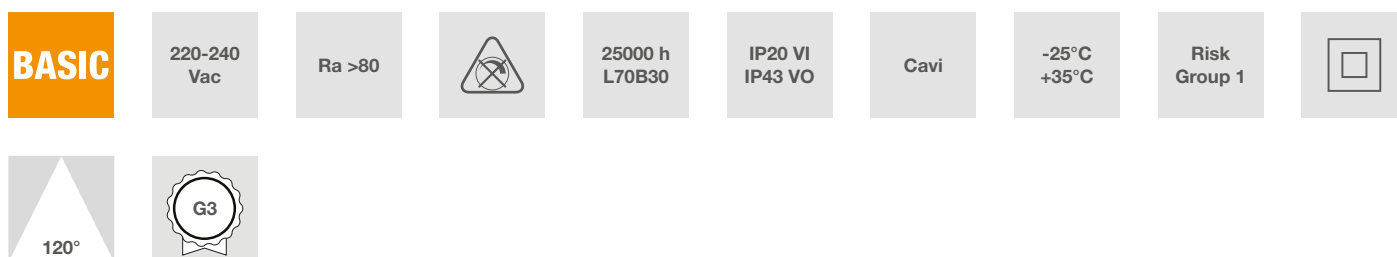 BASIC
220-240
Vac
Ra >80
25000 h
L70B30
IP20 VI
IP43 VO
Cavi
-25°C
+35°C
Risk
Group 1
120°
G3